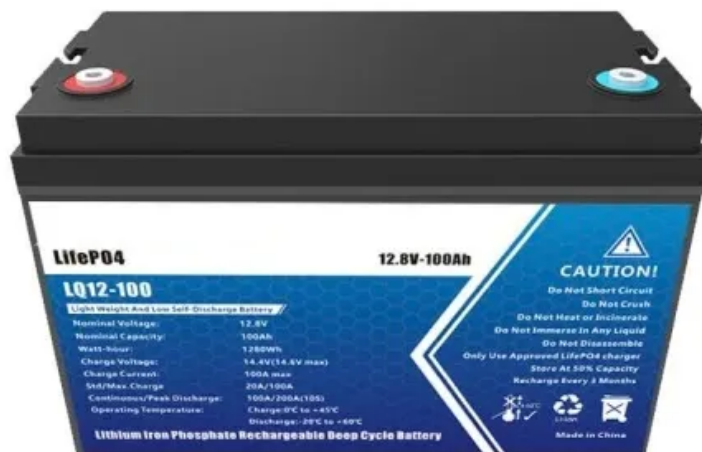 LifePO4
12.8V-100Ah
LQ12-100
Light Weight And Low Self-Discharge Battery
Nominal Voltage: 12.8V
Nominal Capacity: 100Ah
Watt-hour: 1280Wh
Charge Voltage: 14.4V(14.6V max)
Charge Current: 100A max
Std/Max.Charge 20A/100A
Continuous/Peak Discharge: 100A/200A(10S)
Operating Temperature: Charge:0℃ to +45℃
Discharge:-20℃ to +60℃
Lithium Iron Phosphate Rechargeable Deep Cycle Battery
CAUTION!
Do Not Short Circuit
Do Not Crush
Do Not Heat or Incinerate
Do Not Immerse In Any Liquid
Do Not Disassemble
Only Use Approved LifePO4 charger
Store At 50% Capacity
Recharge Every 3 Months
Made in China